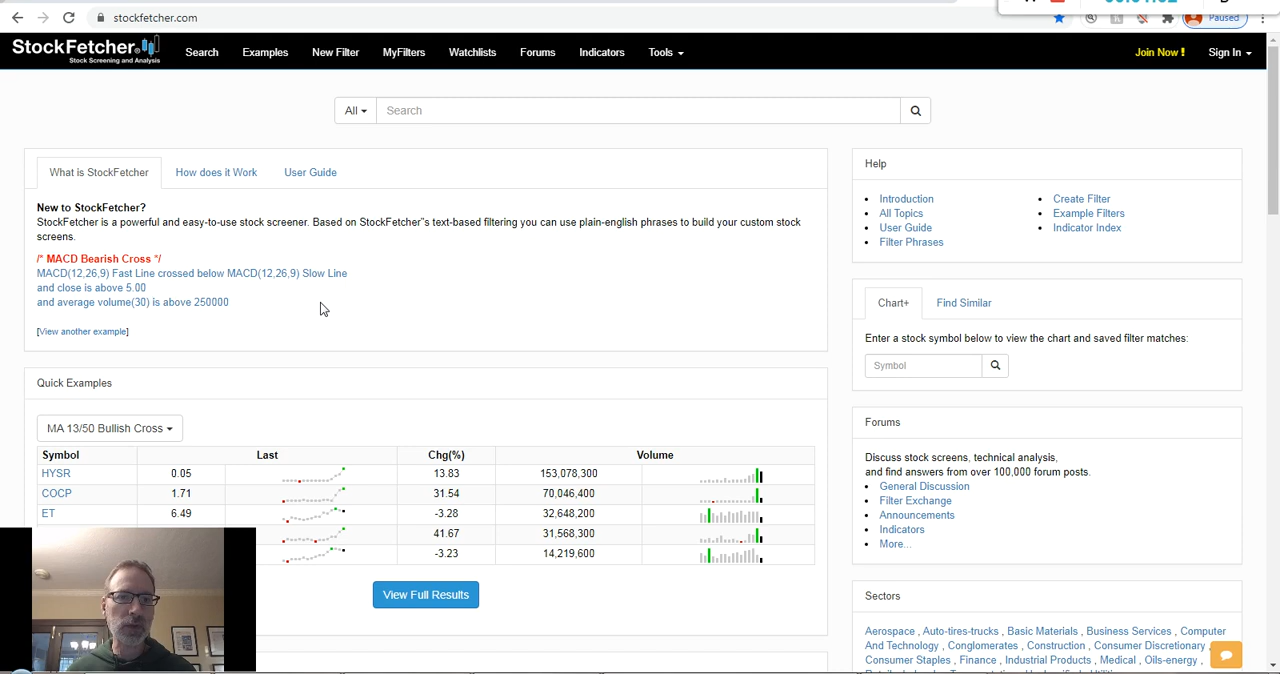 stockfetcher.com
Paused
StockFetcher
Stock Screening and Analysis
Search
Examples
New Filter
MyFilters
Watchlists
Forums
Indicators
Tools
Join Now !
Sign In
All
Search
What is StockFetcher
How does it Work
User Guide
New to StockFetcher?
StockFetcher is a powerful and easy-to-use stock screener. Based on StockFetcher"s text-based filtering you can use plain-english phrases to build your custom stock
screens.
/* MACD Bearish Cross */
MACD(12,26,9) Fast Line crossed below MACD(12,26,9) Slow Line
and close is above 5.00
and average volume(30) is above 250000
[View another example]
Quick Examples
MA 13/50 Bullish Cross
Symbol Last Chg(%) Volume
HYSR 0.05 13.83 153,078,300
COCP 1.71 31.54 70,046,400
ET 6.49 -3.28 32,648,200
41.67 31,568,300
-3.23 14,219,600
View Full Results
Help
Introduction
All Topics
User Guide
Filter Phrases
Create Filter
Example Filters
Indicator Index
Chart+
Find Similar
Enter a stock symbol below to view the chart and saved filter matches:
Symbol
Forums
Discuss stock screens, technical analysis,
and find answers from over 100,000 forum posts.
General Discussion
Filter Exchange
Announcements
Indicators
More...
Sectors
Aerospace , Auto-tires-trucks , Basic Materials , Business Services , Computer
And Technology , Conglomerates , Construction , Consumer Discretionary ,
Consumer Staples , Finance , Industrial Products , Medical , Oils-energy ,